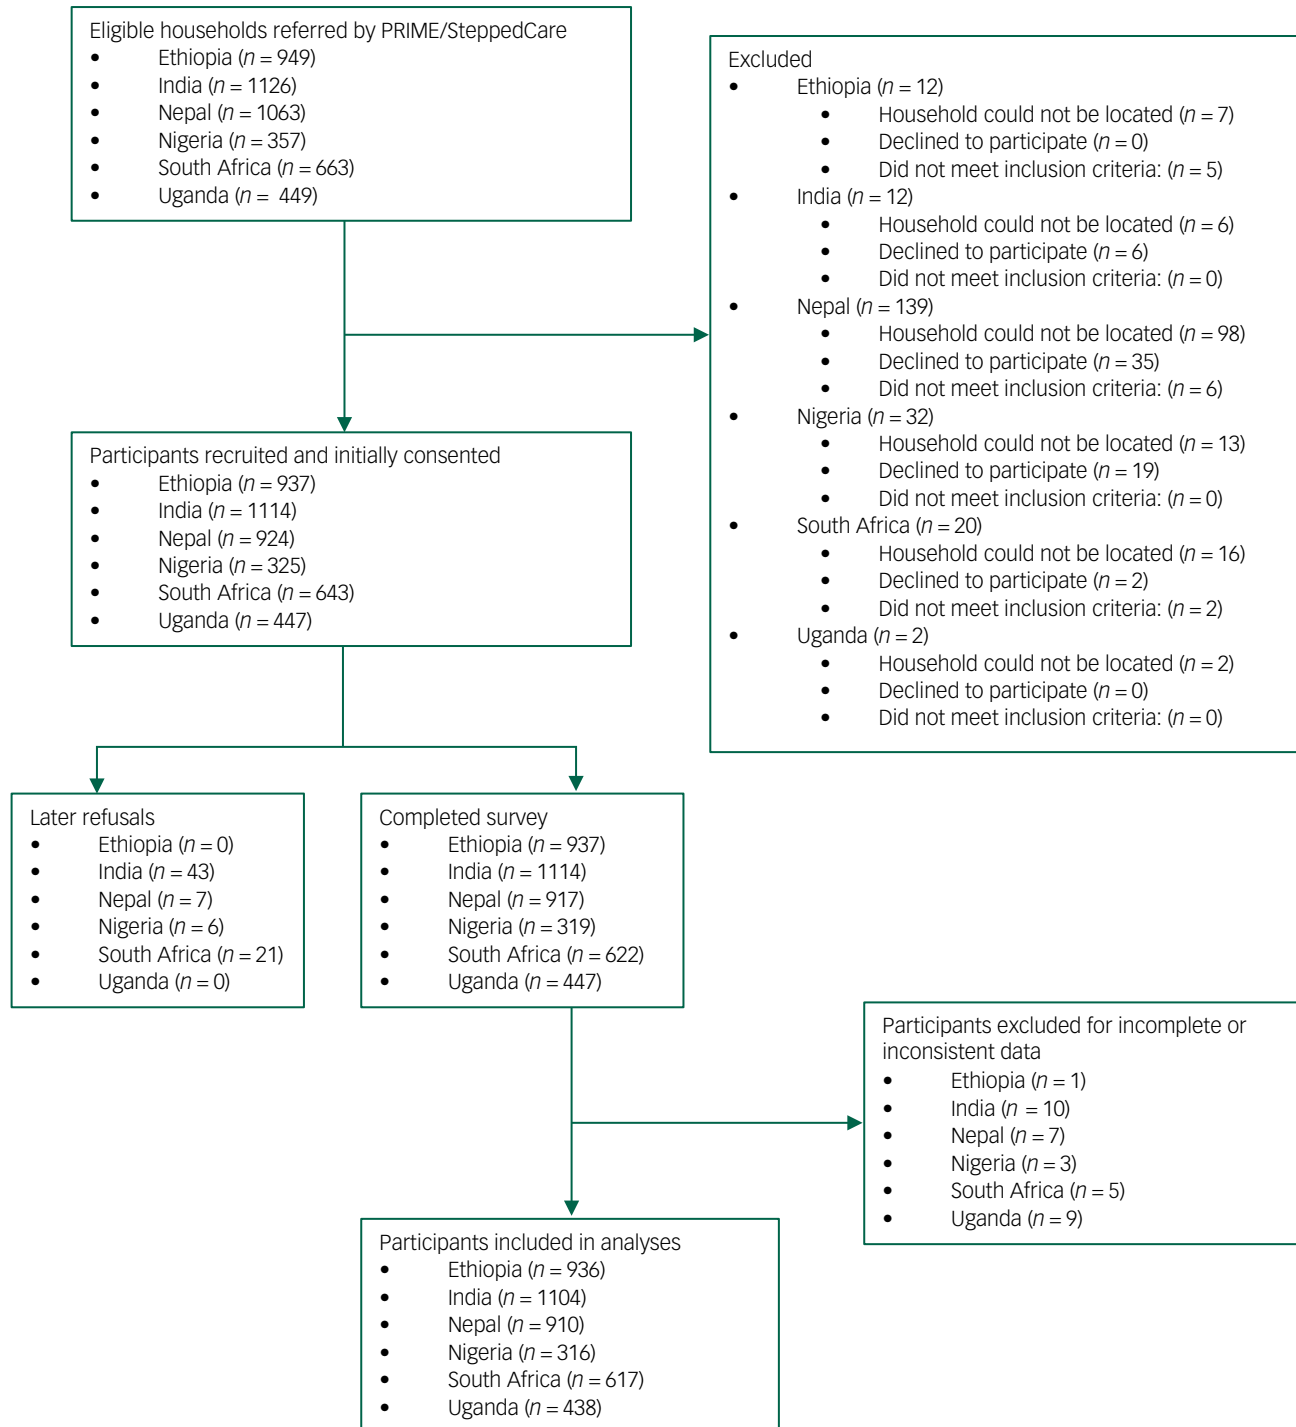 Eligible households referred by PRIME/SteppedCare
• Ethiopia (n = 949)
• India (n = 1126)
• Nepal (n = 1063)
• Nigeria (n = 357)
• South Africa (n = 663)
• Uganda (n = 449)
Excluded
• Ethiopia (n = 12)
• Household could not be located (n = 7)
• Declined to participate (n = 0)
• Did not meet inclusion criteria: (n = 5)
• India (n = 12)
• Household could not be located (n = 6)
• Declined to participate (n = 6)
• Did not meet inclusion criteria: (n = 0)
• Nepal (n = 139)
• Household could not be located (n = 98)
• Declined to participate (n = 35)
• Did not meet inclusion criteria: (n = 6)
• Nigeria (n = 32)
• Household could not be located (n = 13)
• Declined to participate (n = 19)
• Did not meet inclusion criteria: (n = 0)
• South Africa (n = 20)
• Household could not be located (n = 16)
• Declined to participate (n = 2)
• Did not meet inclusion criteria: (n = 2)
• Uganda (n = 2)
• Household could not be located (n = 2)
• Declined to participate (n = 0)
• Did not meet inclusion criteria: (n = 0)
Participants recruited and initially consented
• Ethiopia (n = 937)
• India (n = 1114)
• Nepal (n = 924)
• Nigeria (n = 325)
• South Africa (n = 643)
• Uganda (n = 447)
Later refusals
• Ethiopia (n = 0)
• India (n = 43)
• Nepal (n = 7)
• Nigeria (n = 6)
• South Africa (n = 21)
• Uganda (n = 0)
Completed survey
• Ethiopia (n = 937)
• India (n = 1114)
• Nepal (n = 917)
• Nigeria (n = 319)
• South Africa (n = 622)
• Uganda (n = 447)
Participants excluded for incomplete or
inconsistent data
• Ethiopia (n = 1)
• India (n = 10)
• Nepal (n = 7)
• Nigeria (n = 3)
• South Africa (n = 5)
• Uganda (n = 9)
Participants included in analyses
• Ethiopia (n = 936)
• India (n = 1104)
• Nepal (n = 910)
• Nigeria (n = 316)
• South Africa (n = 617)
• Uganda (n = 438)